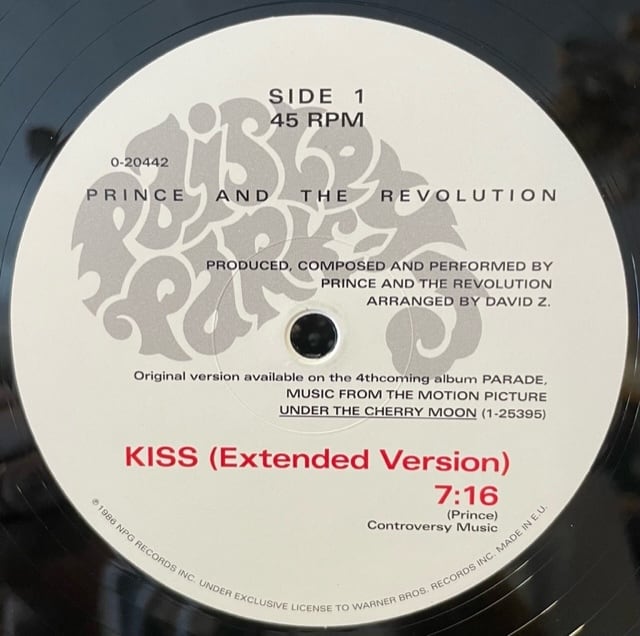 SIDE 1
45 RPM
0-20442
PRINCE AND THE REVOLUTION
PAISLEY
PARK
PRODUCED, COMPOSED AND PERFORMED BY
PRINCE AND THE REVOLUTION
ARRANGED BY DAVID Z.
Original version available on the 4thcoming album PARADE,
MUSIC FROM THE MOTION PICTURE
UNDER THE CHERRY MOON (1-25395)
KISS (Extended Version)
7:16
(Prince)
Controversy Music
℗ 1986 NPG RECORDS INC. UNDER EXCLUSIVE LICENSE TO WARNER BROS. RECORDS INC. MADE IN E.U.